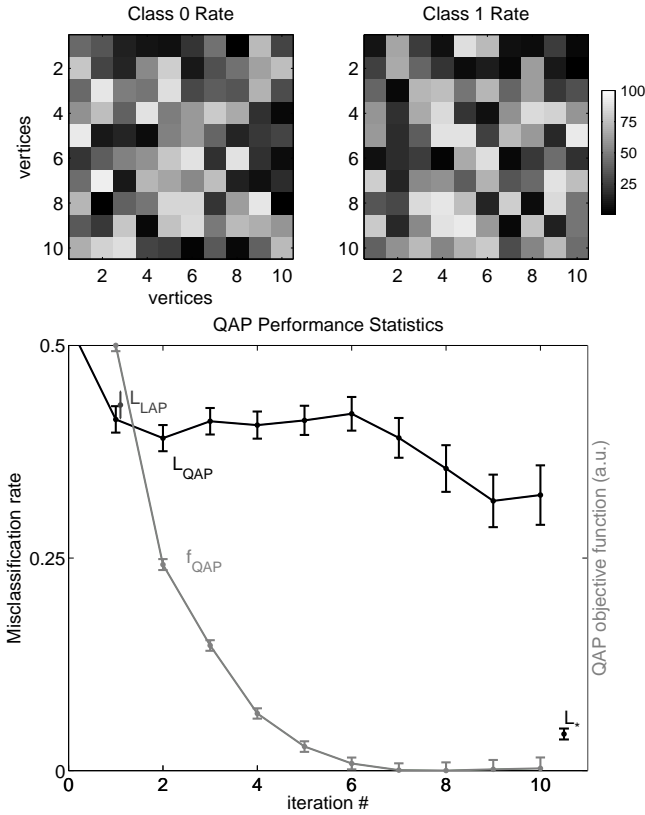 Class 0 Rate
Class 1 Rate
vertices
2
4
6
8
10
2 4 6 8 10
vertices
2
4
6
8
10
2 4 6 8 10
100
75
50
25
QAP Performance Statistics
Misclassification rate
0.5
0.25
0
L_LAP
L_QAP
f_QAP
L_*
QAP objective function (a.u.)
0 2 4 6 8 10
iteration #